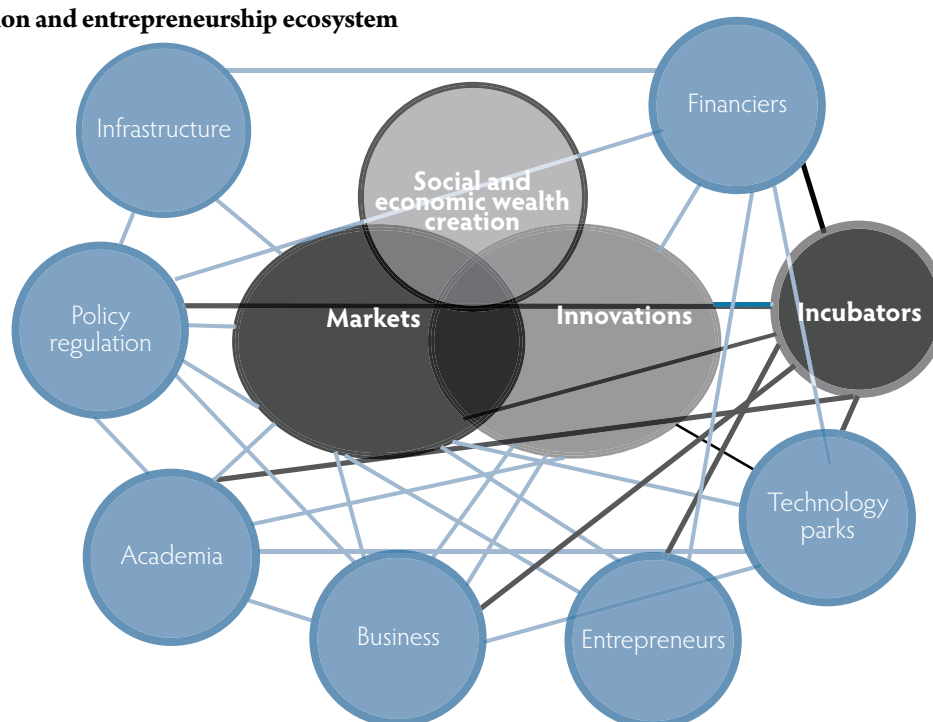 on and entrepreneurship ecosystem
Financiers
Infrastructure
Social and
economic wealth
creation
Policy
regulation
Markets
Innovations
Incubators
Technology
parks
Academia
Business
Entrepreneurs